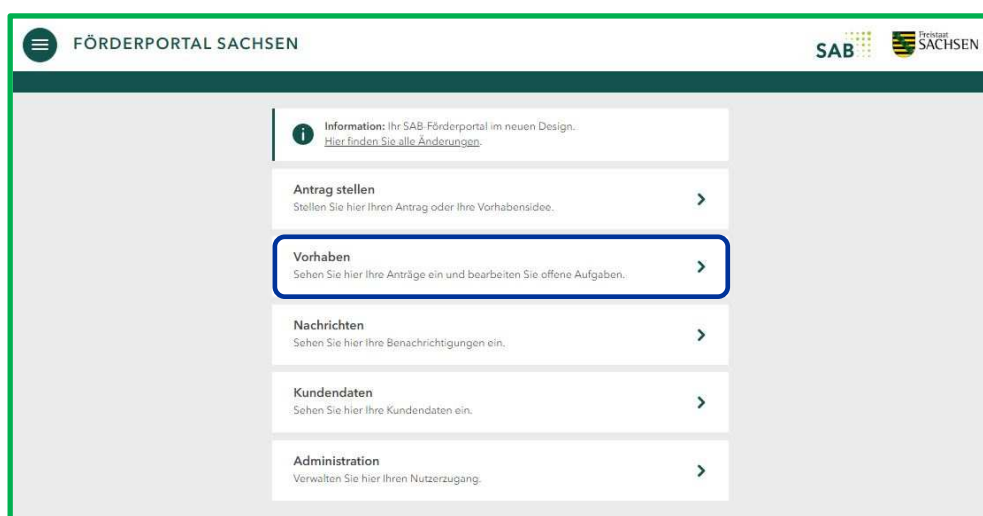 FÖRDERPORTAL SACHSEN
SAB
Freistaat
SACHSEN
Information: Ihr SAB-Förderportal im neuen Design.
Hier finden Sie alle Änderungen.
Antrag stellen
Stellen Sie hier Ihren Antrag oder Ihre Vorhabensidee.
Vorhaben
Sehen Sie hier Ihre Anträge ein und bearbeiten Sie offene Aufgaben.
Nachrichten
Sehen Sie hier Ihre Benachrichtigungen ein.
Kundendaten
Sehen Sie hier Ihre Kundendaten ein.
Administration
Verwalten Sie hier Ihren Nutzerzugang.